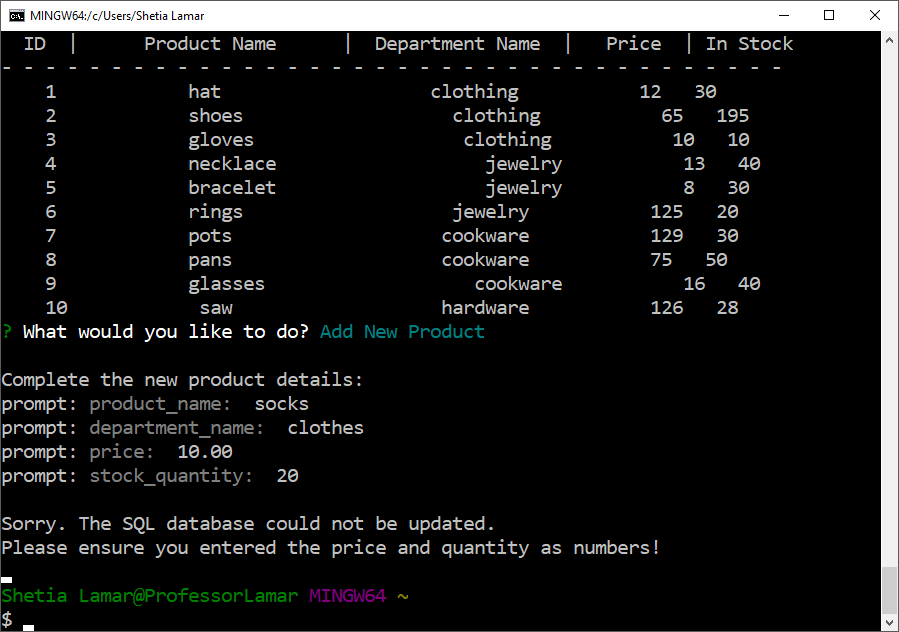 MINGW64:/c/Users/Shetia Lamar
ID | Product Name | Department Name | Price | In Stock
- - - - - - - - - - - - - - - - - - - - - - - - - - - - - - - - - - - -
1 hat clothing 12 30
2 shoes clothing 65 195
3 gloves clothing 10 10
4 necklace jewelry 13 40
5 bracelet jewelry 8 30
6 rings jewelry 125 20
7 pots cookware 129 30
8 pans cookware 75 50
9 glasses cookware 16 40
10 saw hardware 126 28
? What would you like to do? Add New Product
Complete the new product details:
prompt: product_name: socks
prompt: department_name: clothes
prompt: price: 10.00
prompt: stock_quantity: 20
Sorry. The SQL database could not be updated.
Please ensure you entered the price and quantity as numbers!
Shetia Lamar@ProfessorLamar MINGW64 ~
$